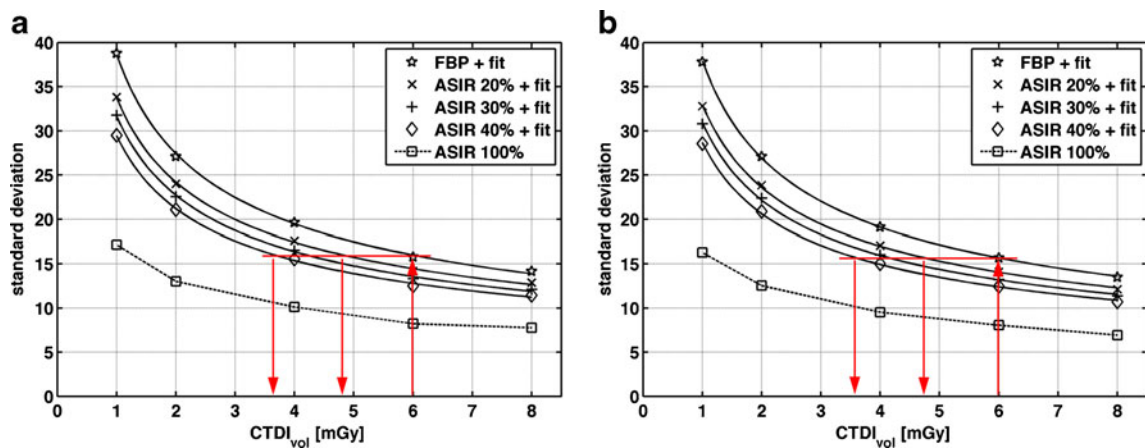 a
40
35
30
25
20
15
10
5
0
standard deviation
FBP + fit
ASIR 20% + fit
ASIR 30% + fit
ASIR 40% + fit
ASIR 100%
0 1 2 3 4 5 6 7 8
CTDIvol [mGy]
b
40
35
30
25
20
15
10
5
0
standard deviation
FBP + fit
ASIR 20% + fit
ASIR 30% + fit
ASIR 40% + fit
ASIR 100%
0 1 2 3 4 5 6 7 8
CTDIvol [mGy]